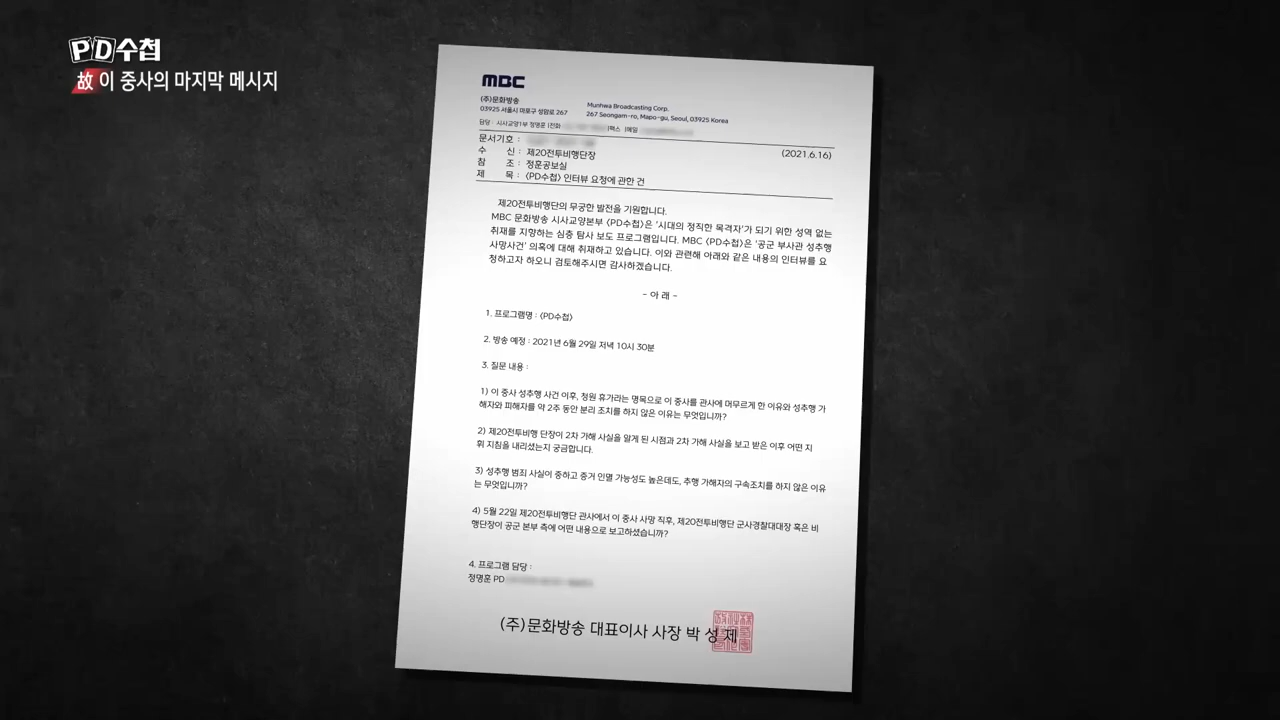 PD수첩
故 이 중사의 마지막 메시지
MBC
(주)문화방송
03925 서울시 마포구 성암로 267
Munhwa Broadcasting Corp.
267 Seongam-ro, Mapo-gu, Seoul, 03925 Korea
담당 : 시사교양1부 정명훈 |전화 |팩스 |메일
문서기호 :
(2021.6.16)
수 신 : 제20전투비행단장
참 조 : 정훈공보실
제 목 : 〈PD수첩〉 인터뷰 요청에 관한 건
제20전투비행단의 무궁한 발전을 기원합니다.
MBC 문화방송 시사교양본부 〈PD수첩〉은 '시대의 정직한 목격자'가 되기 위한 성역 없는
취재를 지향하는 심층 탐사 보도 프로그램입니다. MBC 〈PD수첩〉은 '공군 부사관 성추행
사망사건' 의혹에 대해 취재하고 있습니다. 이와 관련해 아래와 같은 내용의 인터뷰를 요
청하고자 하오니 검토해주시면 감사하겠습니다.
- 아 래 -
1. 프로그램명 : 〈PD수첩〉
2. 방송 예정 : 2021년 6월 29일 저녁 10시 30분
3. 질문 내용 :
1) 이 중사 성추행 사건 이후, 청원 휴가라는 명목으로 이 중사를 관사에 머무르게 한 이유와 성추행 가
해자와 피해자를 약 2주 동안 분리 조치를 하지 않은 이유는 무엇입니까?
2) 제20전투비행 단장이 2차 가해 사실을 알게 된 시점과 2차 가해 사실을 보고 받은 이후 어떤 지
휘 지침을 내리셨는지 궁금합니다.
3) 성추행 범죄 사실이 중하고 증거 인멸 가능성도 높은데도, 추행 가해자의 구속조치를 하지 않은 이유
는 무엇입니까?
4) 5월 22일 제20전투비행단 관사에서 이 중사 사망 직후, 제20전투비행단 군사경찰대대장 혹은 비
행단장이 공군 본부 측에 어떤 내용으로 보고하셨습니까?
4. 프로그램 담당 :
정명훈 PD
(주)문화방송 대표이사 사장 박 성 제